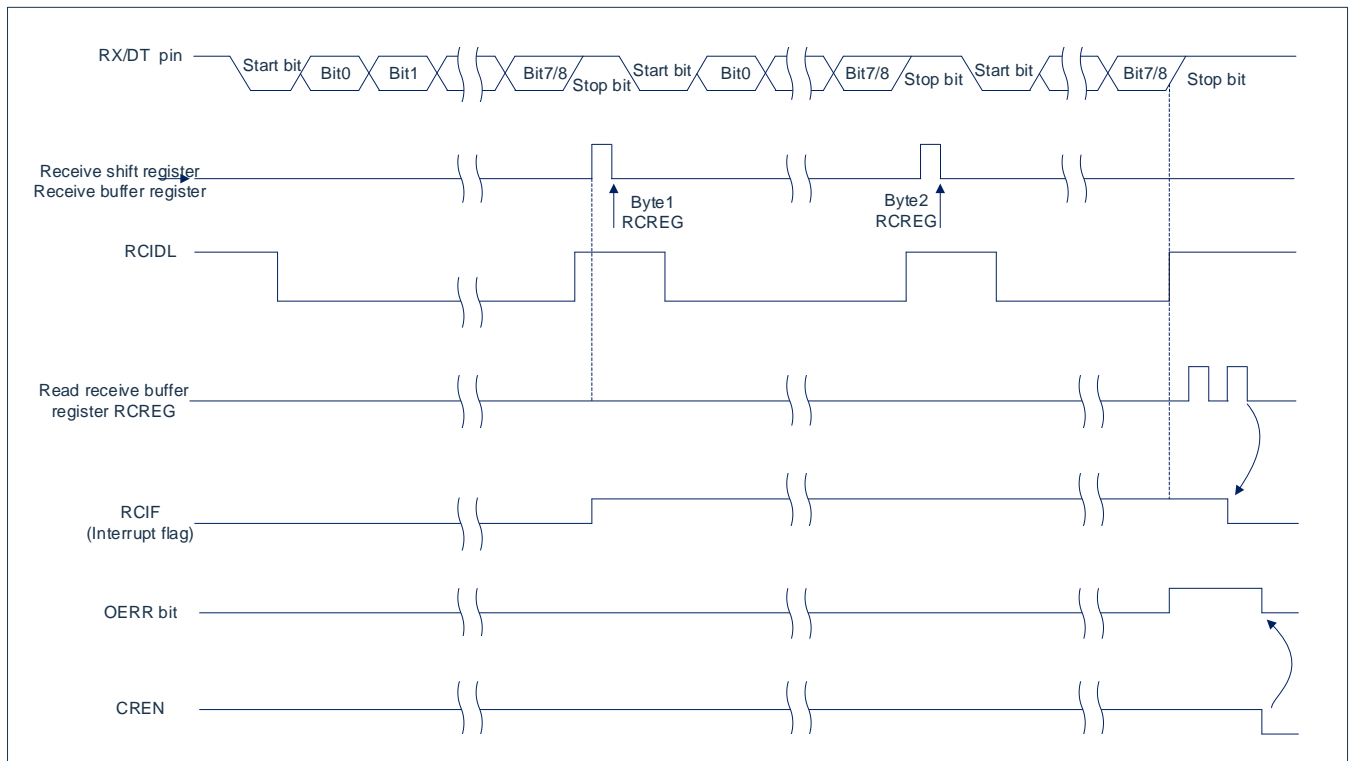 RX/DT pin
Start bit Bit0 Bit1 Bit7/8 Stop bit Start bit Bit0 Bit7/8 Stop bit Start bit Bit7/8 Stop bit
Receive shift register
Receive buffer register
Byte1
RCREG
Byte2
RCREG
RCIDL
Read receive buffer
register RCREG
RCIF
(Interrupt flag)
OERR bit
CREN